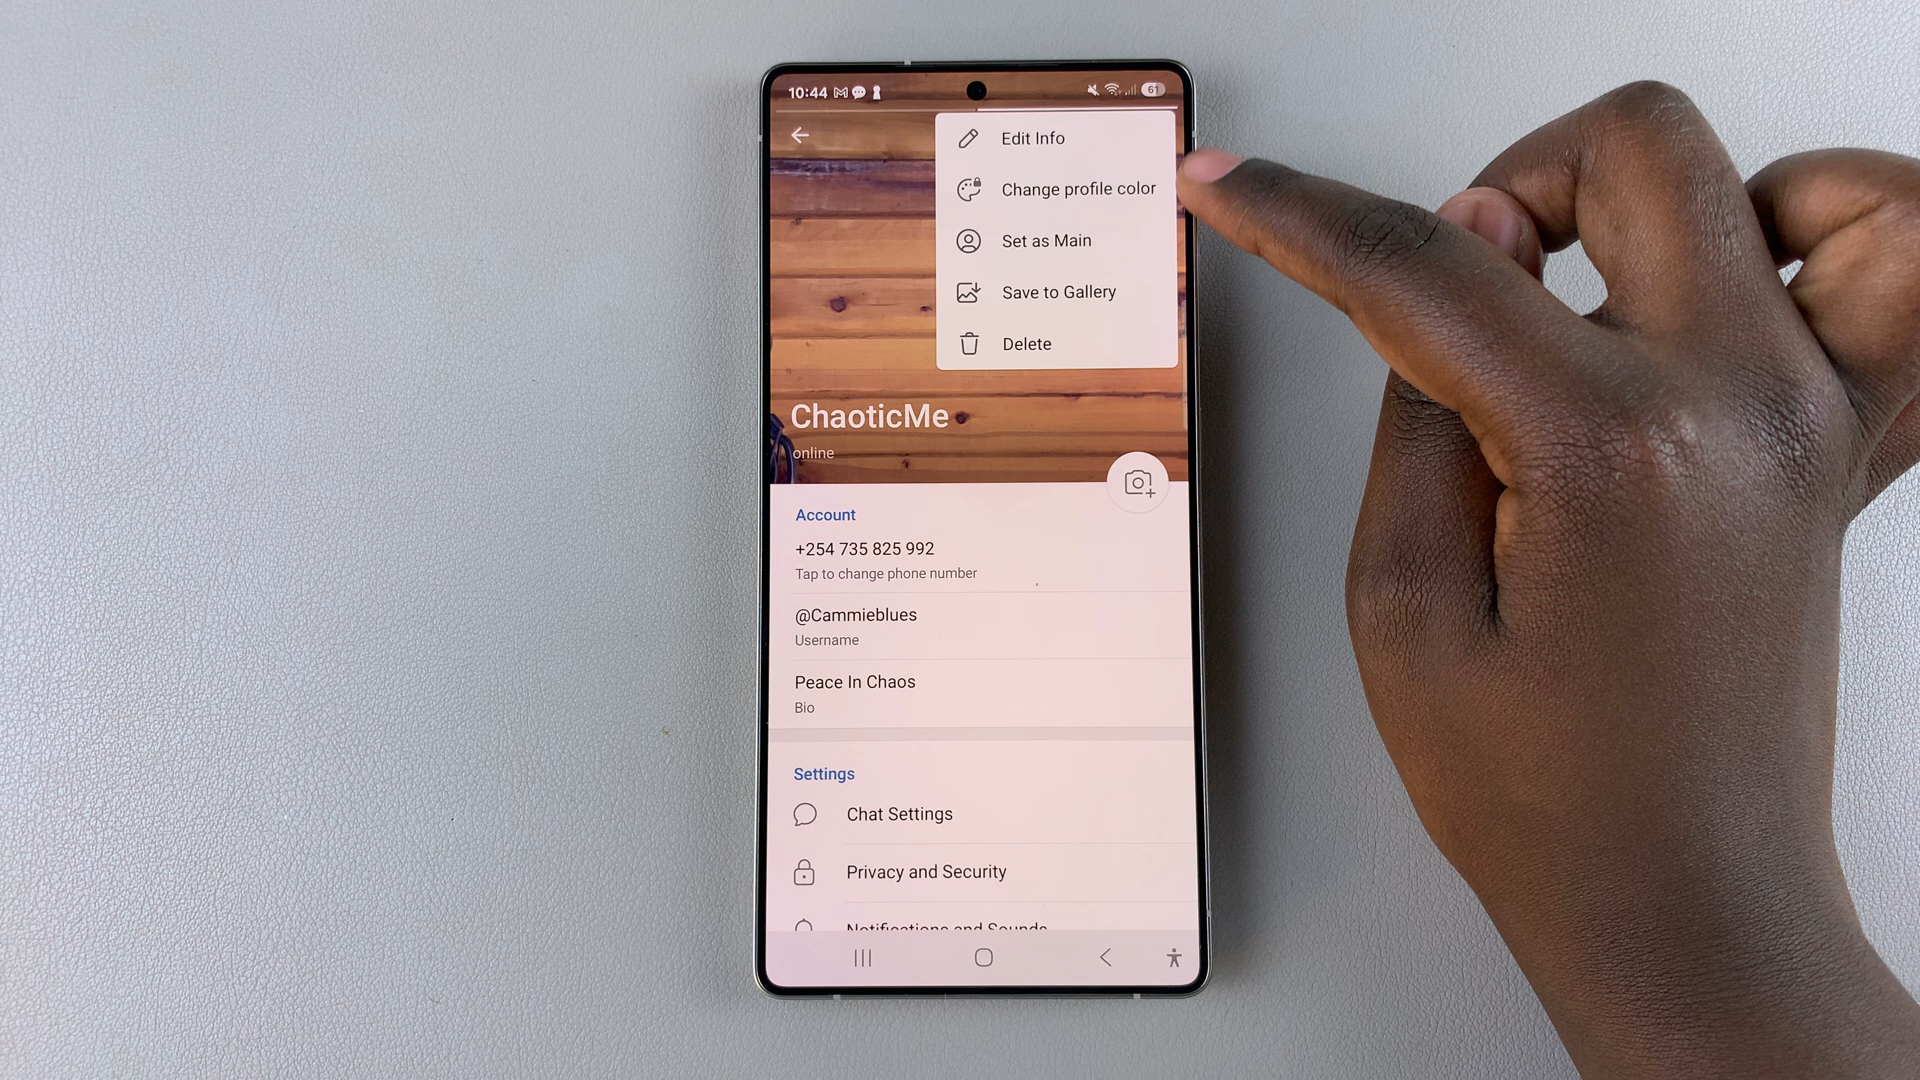 10:44
61
Edit Info
Change profile color
Set as Main
Save to Gallery
Delete
ChaoticMe
online
Account
+254 735 825 992
Tap to change phone number
@Cammieblues
Username
Peace In Chaos
Bio
Settings
Chat Settings
Privacy and Security
Notifications and Sounds